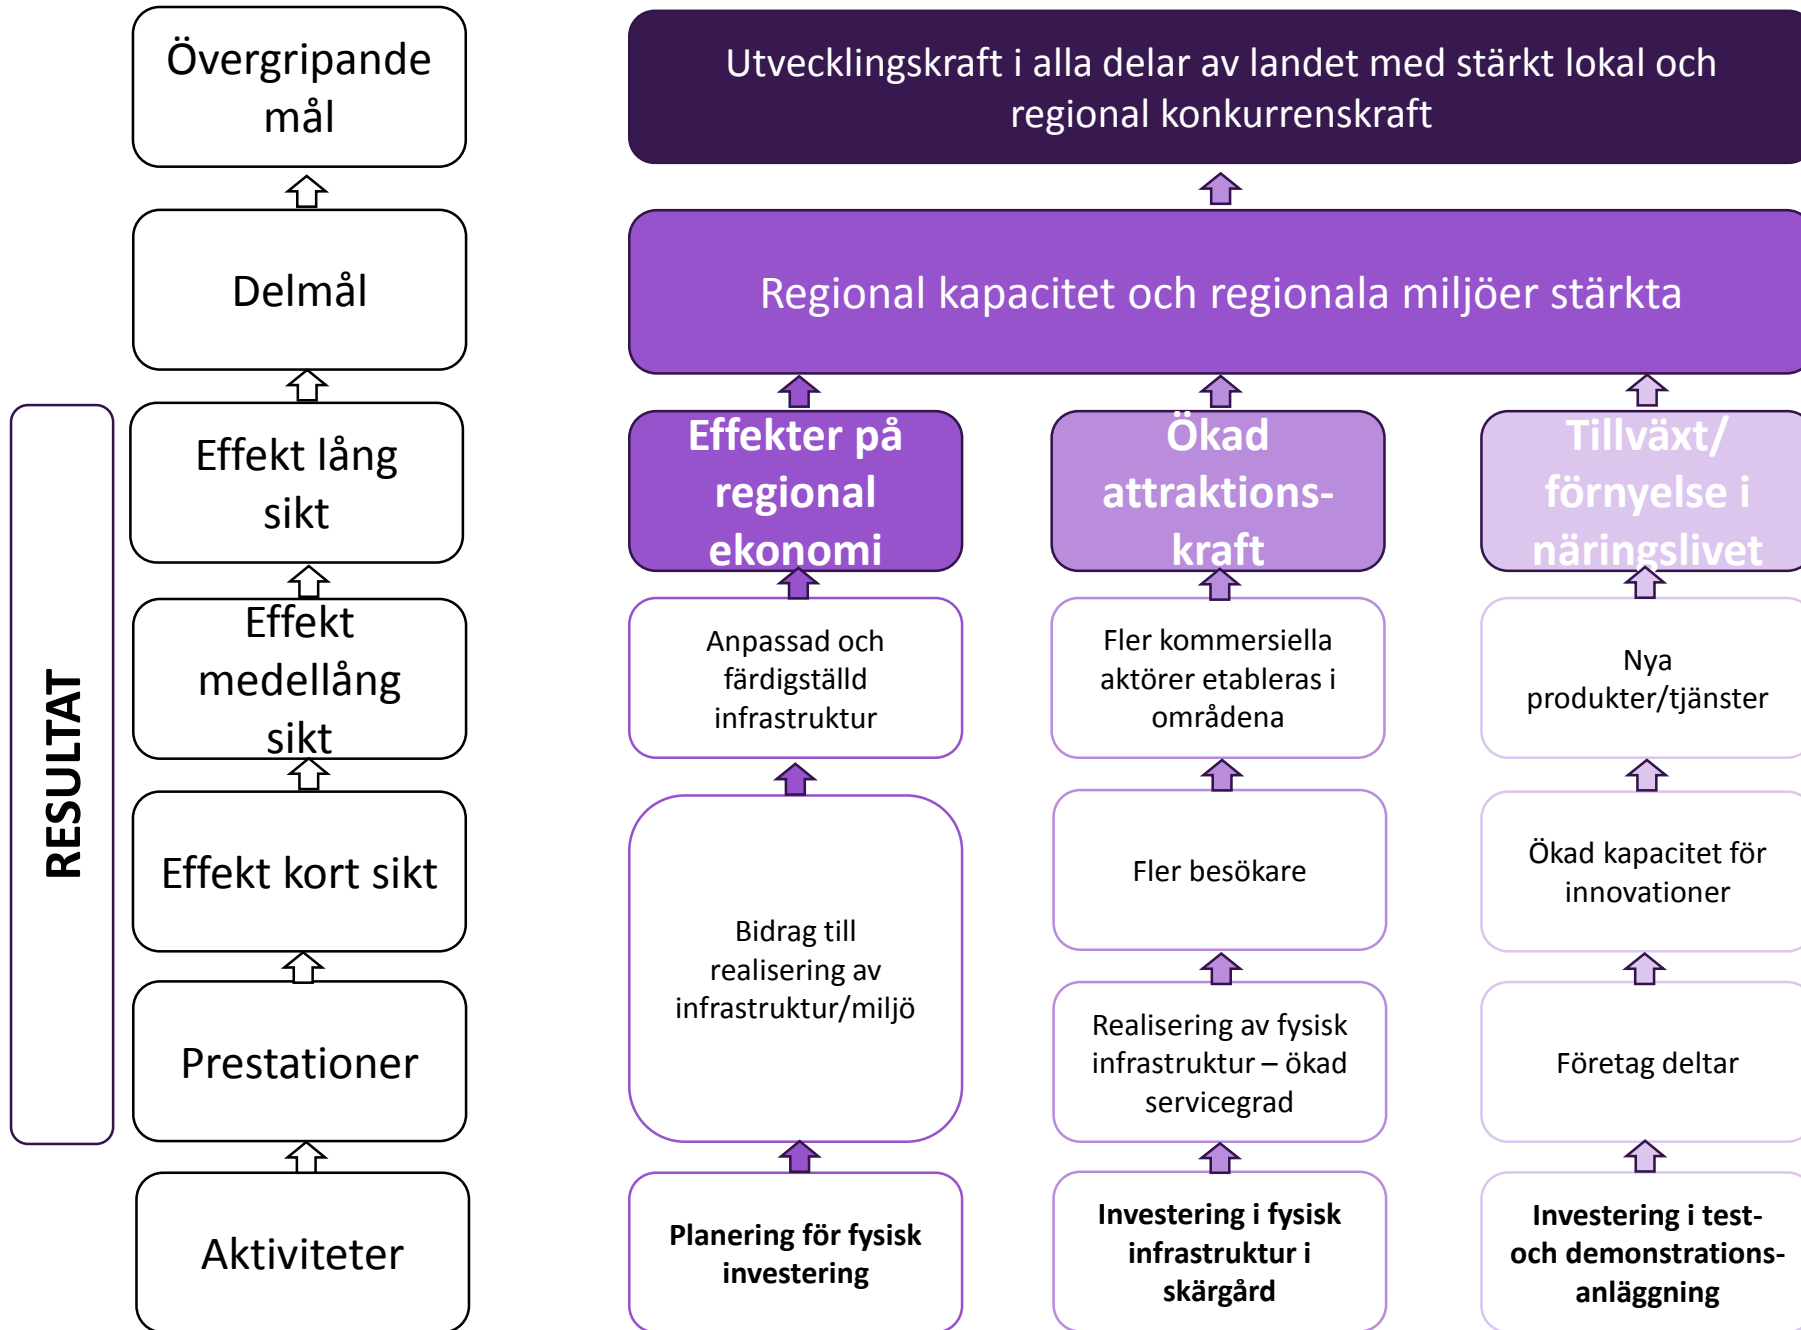 Övergripande
mål
Utvecklingskraft i alla delar av landet med stärkt lokal och
regional konkurrenskraft
Delmål
Regional kapacitet och regionala miljöer stärkta
RESULTAT
Effekt lång
sikt
Effekter på
regional
ekonomi
Ökad
attraktions-
kraft
Tillväxt/
förnyelse i
näringslivet
Effekt
medellång
sikt
Anpassad och
färdigställd
infrastruktur
Fler kommersiella
aktörer etableras i
områdena
Nya
produkter/tjänster
Effekt kort sikt
Bidrag till
realisering av
infrastruktur/miljö
Fler besökare
Ökad kapacitet för
innovationer
Prestationer
Realisering av fysisk
infrastruktur – ökad
servicegrad
Företag deltar
Aktiviteter
Planering för fysisk
investering
Investering i fysisk
infrastruktur i
skärgård
Investering i test-
och demonstrations-
anläggning